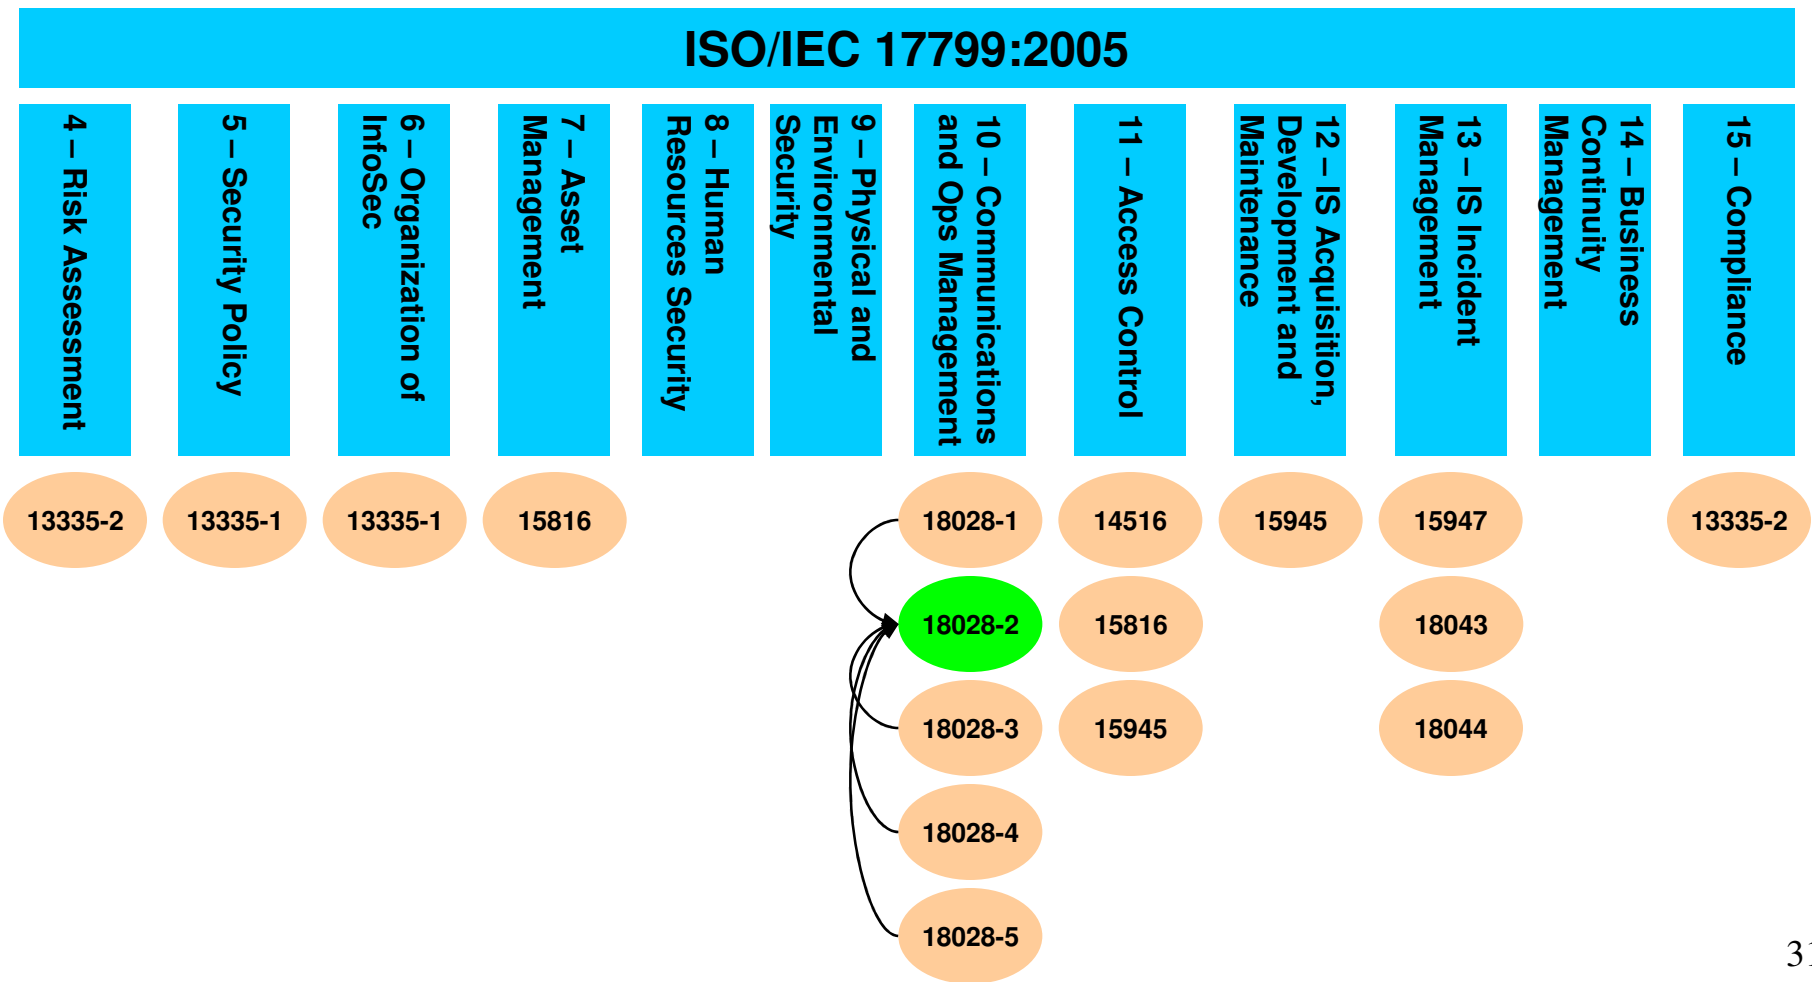 ISO/IEC 17799:2005
4 – Risk Assessment
5 – Security Policy
6 – Organization of
InfoSec
7 – Asset
Management
8 – Human
Resources Security
9 – Physical and
Environmental
Security
10 – Communications
and Ops Management
11 – Access Control
12 – IS Acquisition,
Development and
Maintenance
13 – IS Incident
Management
14 – Business
Continuity
Management
15 – Compliance
13335-2
13335-1
13335-1
15816
18028-1
14516
15945
15947
13335-2
18028-2
15816
18043
18028-3
15945
18044
18028-4
18028-5
31